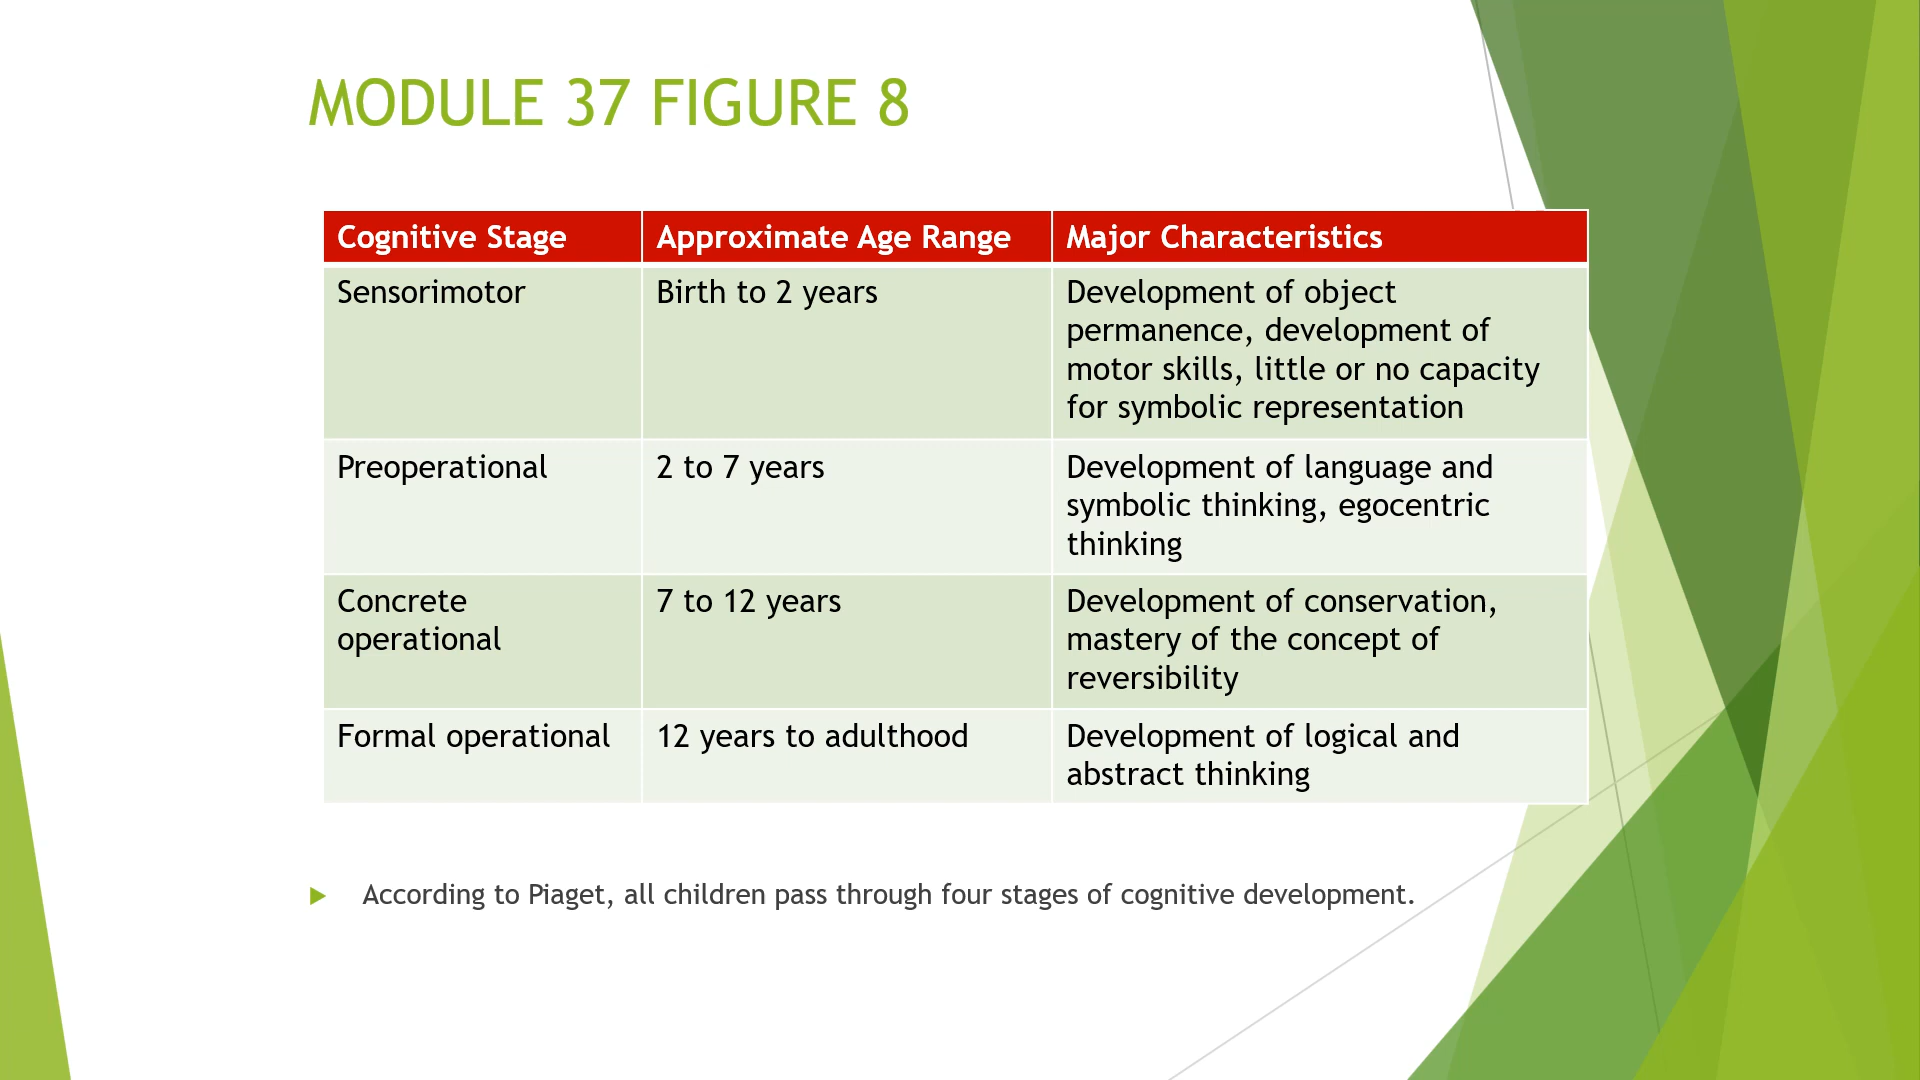 MODULE 37 FIGURE 8
Cognitive Stage
Approximate Age Range
Major Characteristics
Sensorimotor
Birth to 2 years
Development of object
permanence, development of
motor skills, little or no capacity
for symbolic representation
Preoperational
2 to 7 years
Development of language and
symbolic thinking, egocentric
thinking
Concrete
operational
7 to 12 years
Development of conservation,
mastery of the concept of
reversibility
Formal operational
12 years to adulthood
Development of logical and
abstract thinking
According to Piaget, all children pass through four stages of cognitive development.